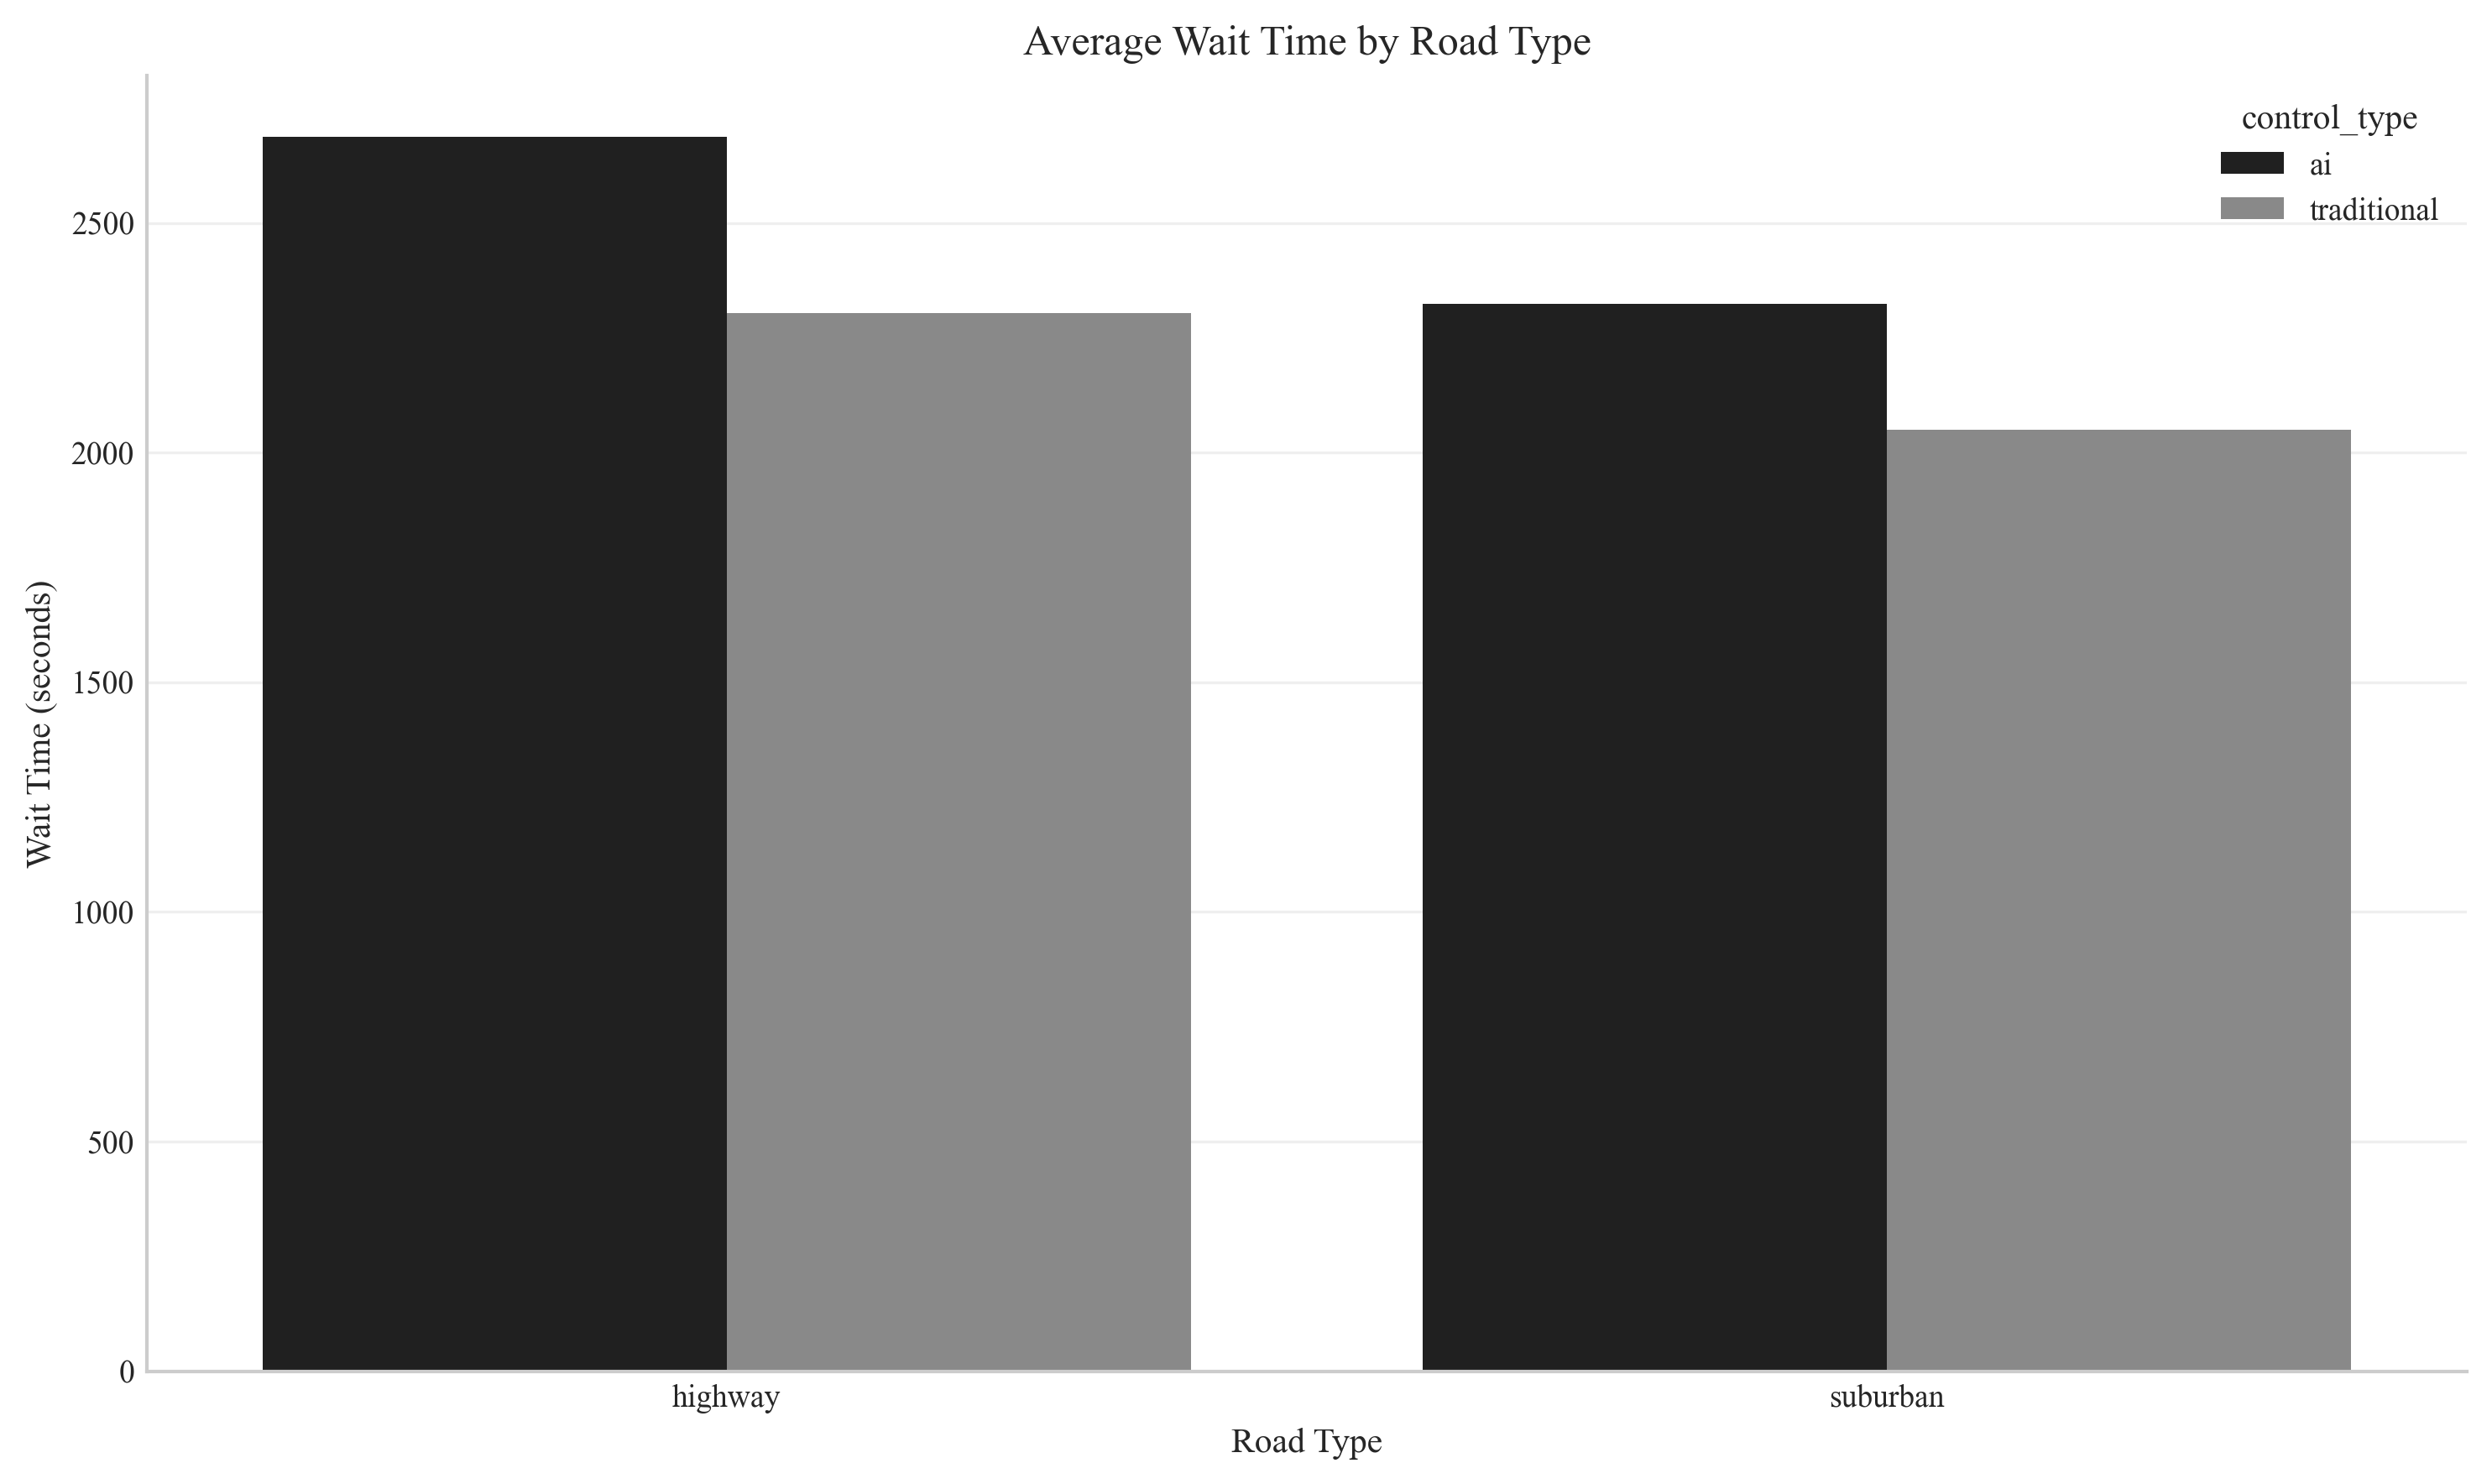 Average Wait Time by Road Type
control_type
ai
traditional
2500
2000
1500
1000
500
0
Wait Time (seconds)
highway
suburban
Road Type